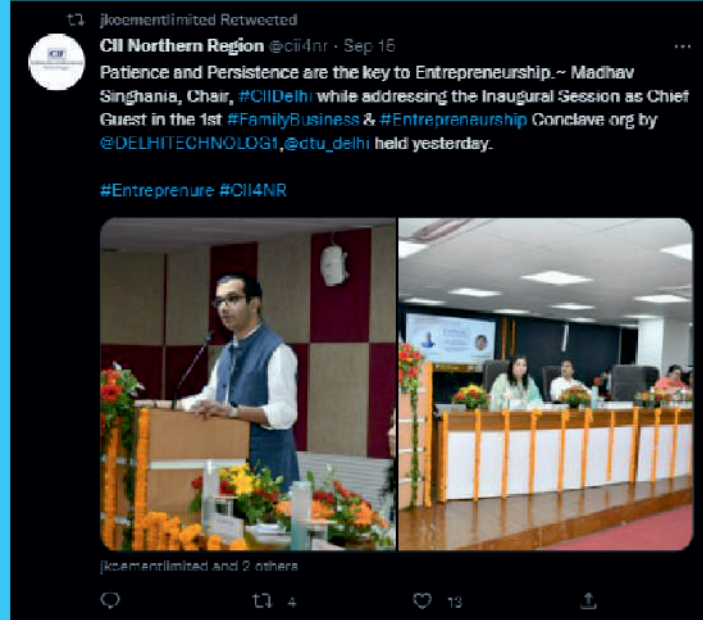 jkcementlimited Retweeted
CII Northern Region @cii4nr · Sep 15
Patience and Persistence are the key to Entrepreneurship.~ Madhav
Singhania, Chair, #CIIDelhi while addressing the Inaugural Session as Chief
Guest in the 1st #FamilyBusiness & #Entrepreneurship Conclave org by
@DELHITECHNOLOG1,@dtu_delhi held yesterday.
#Entreprenure #CII4NR
CII
jkcementlimited and 2 others
4 13